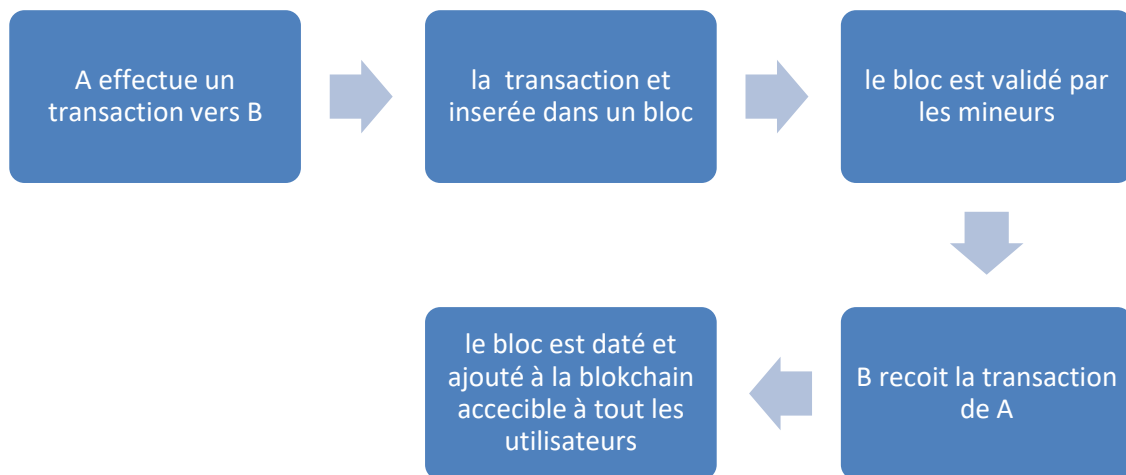 A effectue un
transaction vers B
la  transaction et
inserée dans un bloc
le bloc est validé par
les mineurs
B recoit la transaction
de A
le bloc est daté et
ajouté à la blokchain
accecible à tout les
utilisateurs